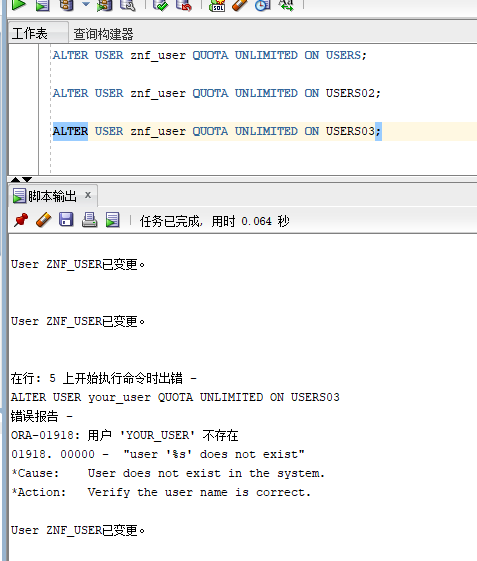 SQL
Aa
工作表 查询构建器
ALTER USER znf_user QUOTA UNLIMITED ON USERS;
ALTER USER znf_user QUOTA UNLIMITED ON USERS02;
ALTER USER znf_user QUOTA UNLIMITED ON USERS03;
脚本输出 x
任务已完成, 用时 0.064 秒
User ZNF_USER已变更。
User ZNF_USER已变更。
在行: 5 上开始执行命令时出错 -
ALTER USER your_user QUOTA UNLIMITED ON USERS03
错误报告 -
ORA-01918: 用户 'YOUR_USER' 不存在
01918. 00000 -  "user '%s' does not exist"
*Cause:    User does not exist in the system.
*Action:   Verify the user name is correct.
User ZNF_USER已变更。